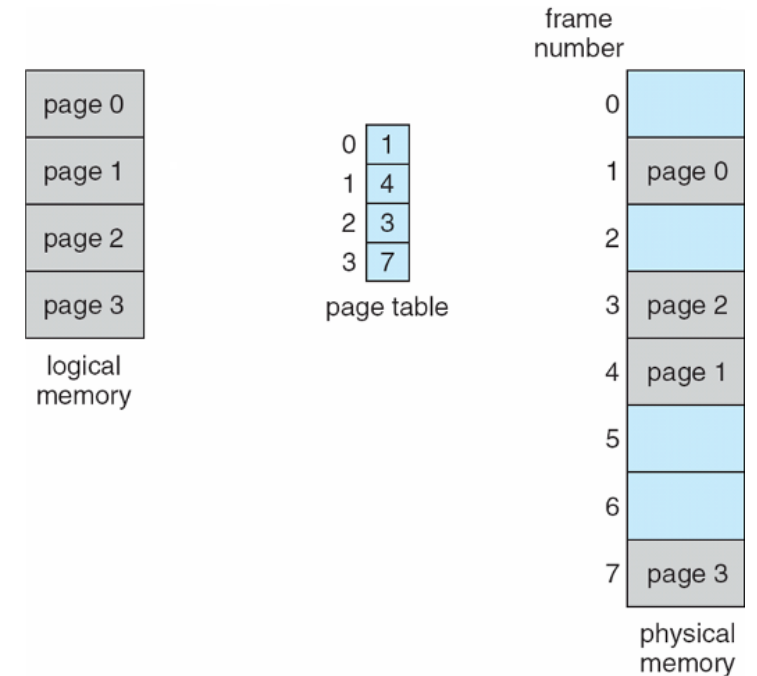 frame
number
page 0
page 1
page 2
page 3
logical
memory
0 1
1 4
2 3
3 7
page table
0
1 page 0
2
3 page 2
4 page 1
5
6
7 page 3
physical
memory